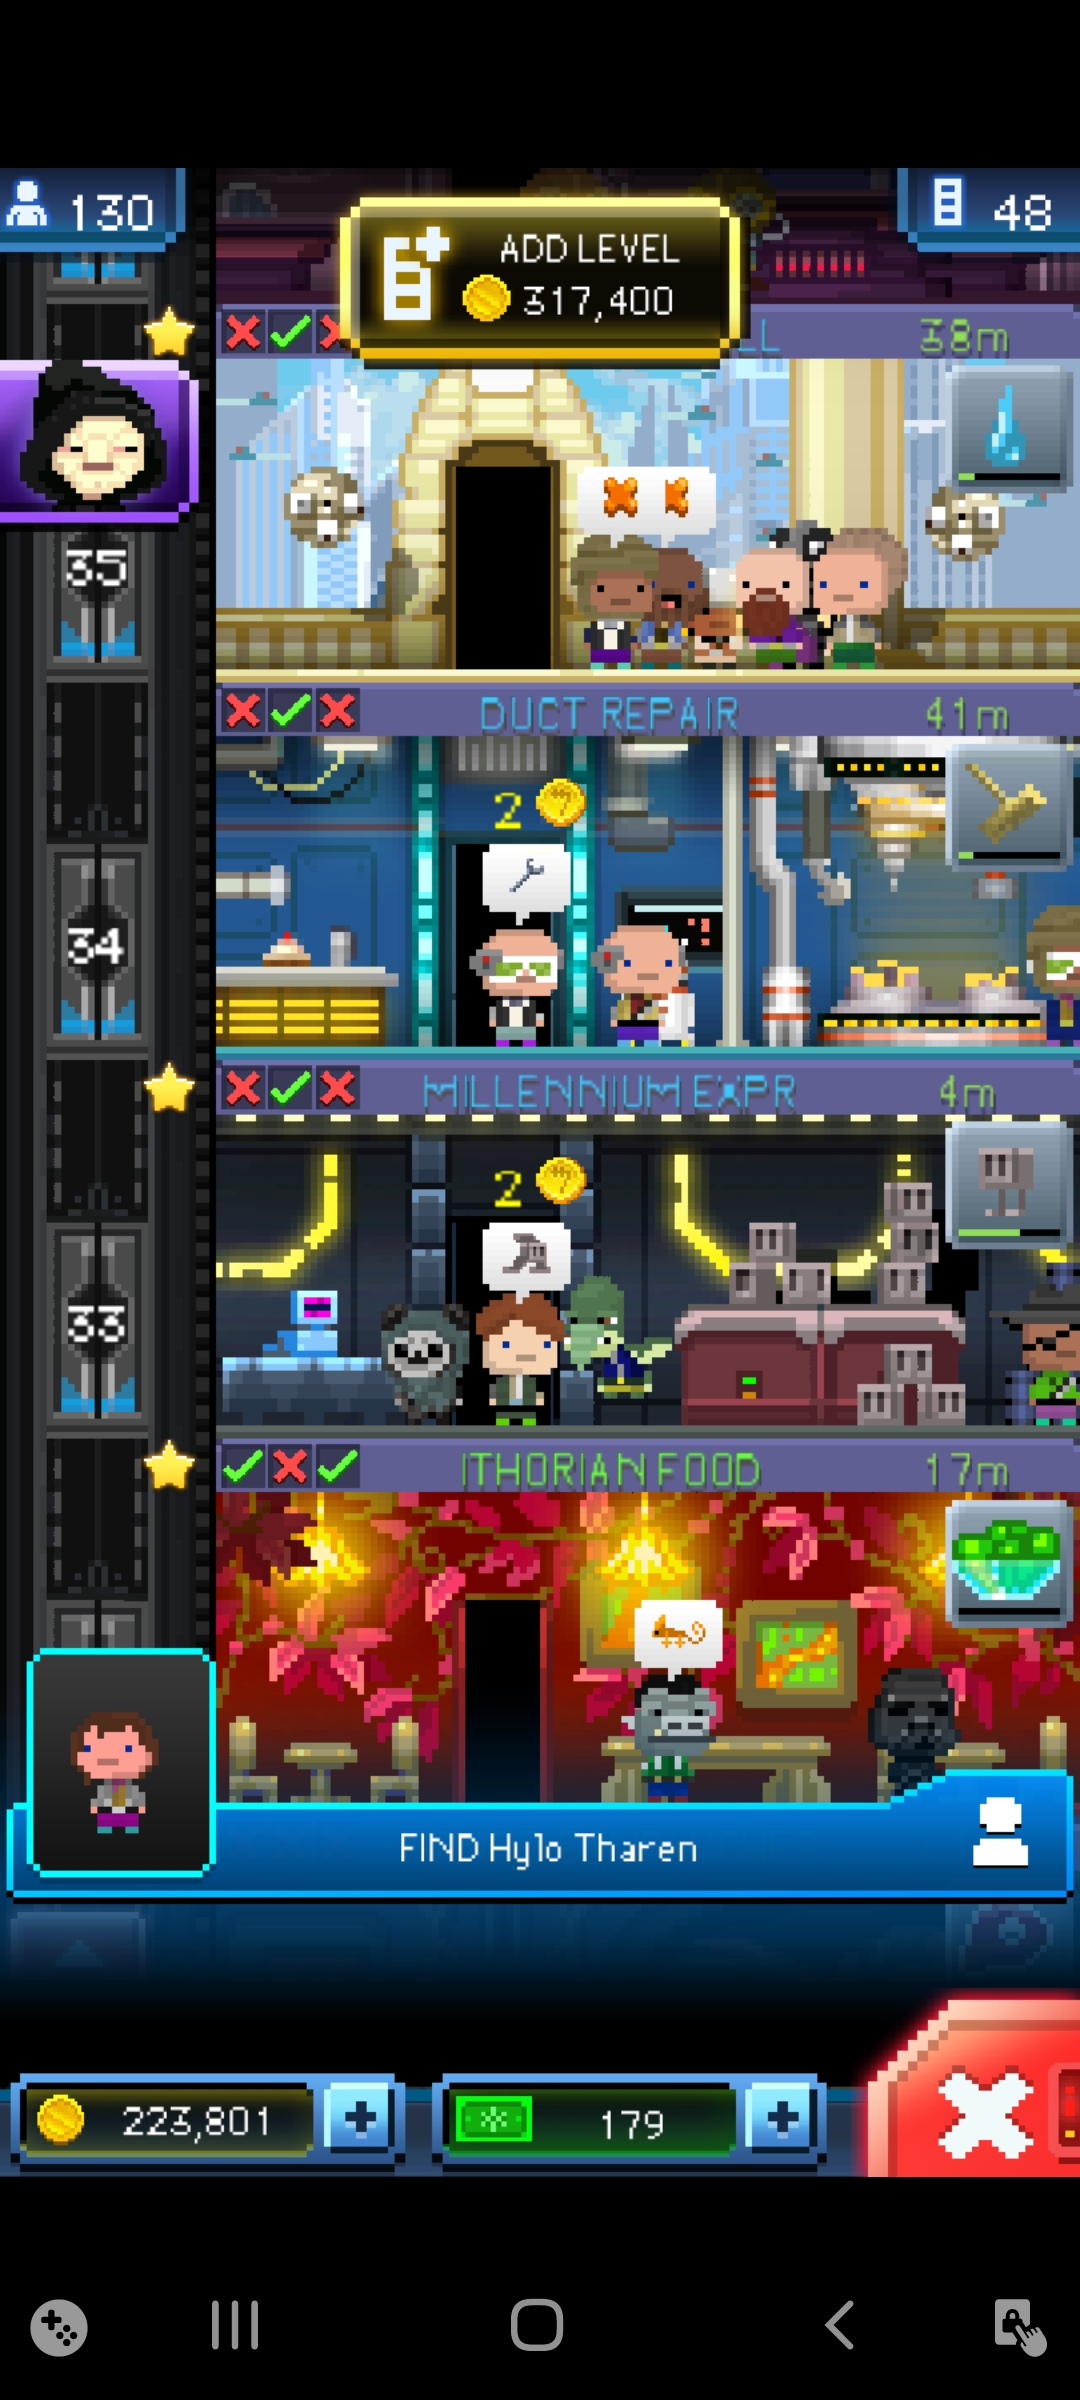 130
48
ADD LEVEL
317,400
LL 38m
35
DUCT REPAIR 41m
2
34
MILLENNIUM EXPR 4m
2
33
ITHORIAN FOOD 17m
FIND Hylo Tharen
223,801 + 179 +